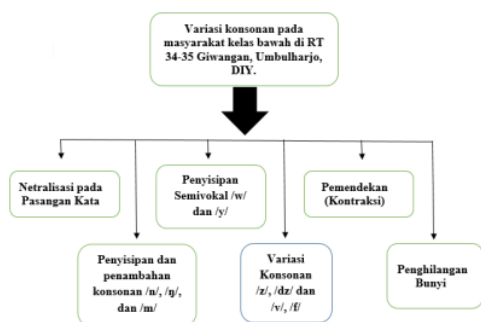 Variasi konsonan pada
masyarakat kelas bawah di RT
34-35 Giwangan, Umbulharjo,
DIY.
Netralisasi pada
Pasangan Kata
Penyisipan dan
penambahan
konsonan /n/, /ŋ/,
dan /m/
Penyisipan
Semivokal /w/
dan /y/
Variasi
Konsonan
/z/, /dz/ dan
/v/, /f/
Pemendekan
(Kontraksi)
Penghilangan
Bunyi